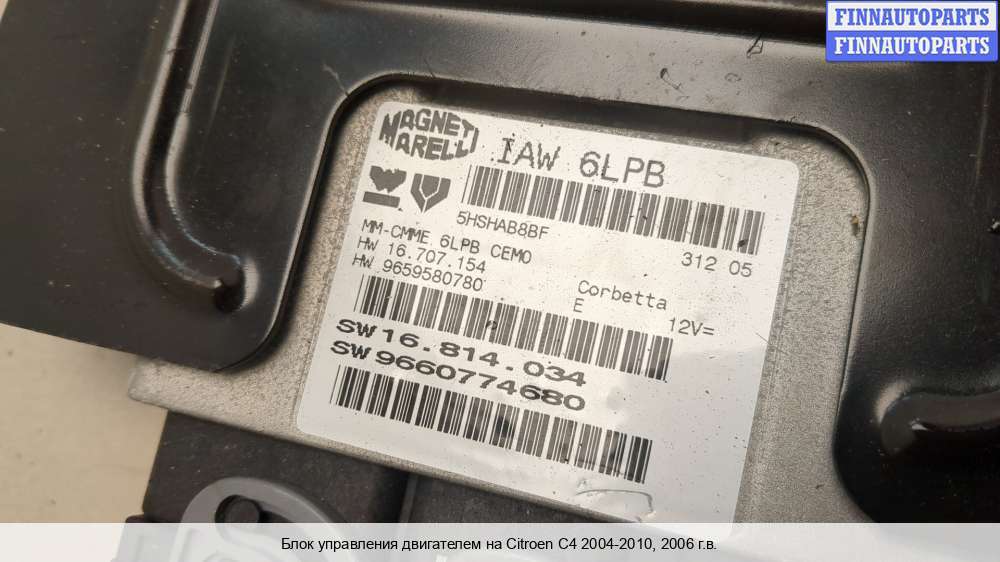 FINNAUTOPARTS
FINNAUTOPARTS
MAGNETI MARELLI
IAW 6LPB
5HSHAB8BF
312 05
MM-CMME 6LPB CEM0
HW 16.707.154
HW 9659580780
Corbetta
E
12V=
SW 16.814.034
SW 9660774680
Блок управления двигателем на Citroen C4 2004-2010, 2006 г.в.